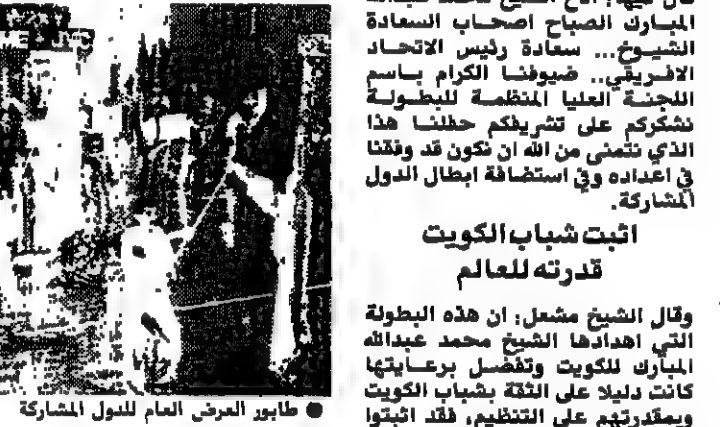 المبارك الصباح اصحاب السعادة
الشيوخ... سعادة رئيس الاتحاد
الافريقي.. ضيوفنا الكرام باسم
اللجنة العليا المنظمة للبطولة
نشكركم على تشريفكم حفلنا هذا
الذي نتمنى من الله ان نكون قد وفقنا
في اعداده وفي استضافة ابطال الدول
المشاركة.
اثبت شباب الكويت
قدرته للعالم
وقال الشيخ مشعل: ان هذه البطولة
التي اهدادها الشيخ محمد عبدالله
المبارك للكويت وتفضل برعايتها
كانت دليلا على الثقة بشباب الكويت
وبمقدرتهم على التنظيم، فقد اثبتوا
● طابور العرض العام للدول المشاركة